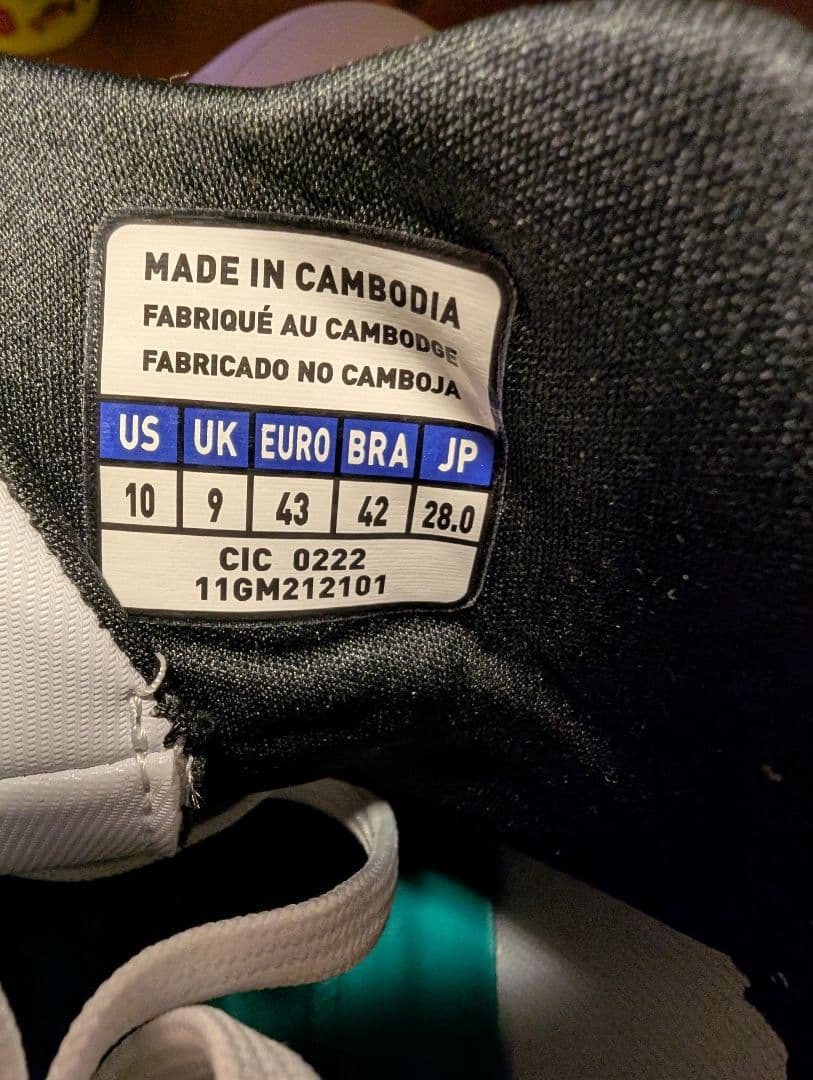 MADE IN CAMBODIA
FABRIQUÉ AU CAMBODGE
FABRICADO NO CAMBOJA
US UK EURO BRA JP
10 9 43 42 28.0
CIC 0222
11GM212101